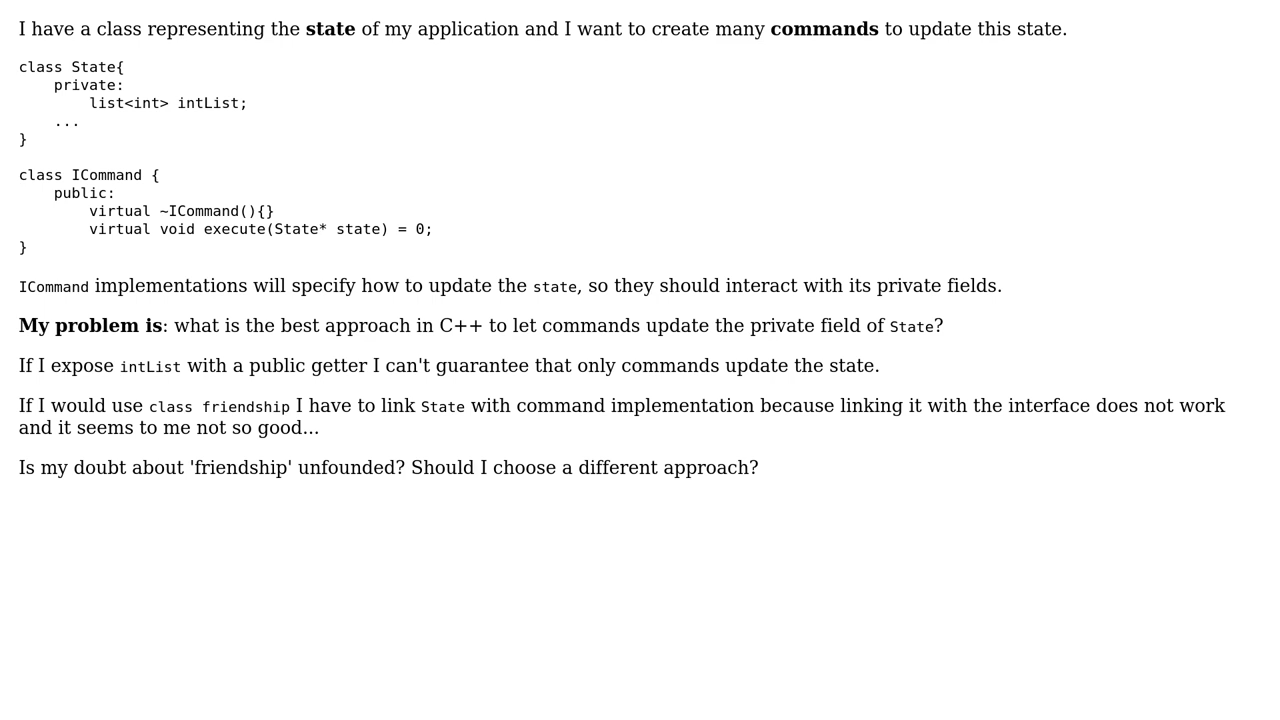 I have a class representing the state of my application and I want to create many commands to update this state.
class State{
    private:
        list<int> intList;
    ...
}
class ICommand {
    public:
        virtual ~ICommand(){}
        virtual void execute(State* state) = 0;
}
ICommand implementations will specify how to update the state, so they should interact with its private fields.
My problem is: what is the best approach in C++ to let commands update the private field of State?
If I expose intList with a public getter I can't guarantee that only commands update the state.
If I would use class friendship I have to link State with command implementation because linking it with the interface does not work
and it seems to me not so good...
Is my doubt about 'friendship' unfounded? Should I choose a different approach?